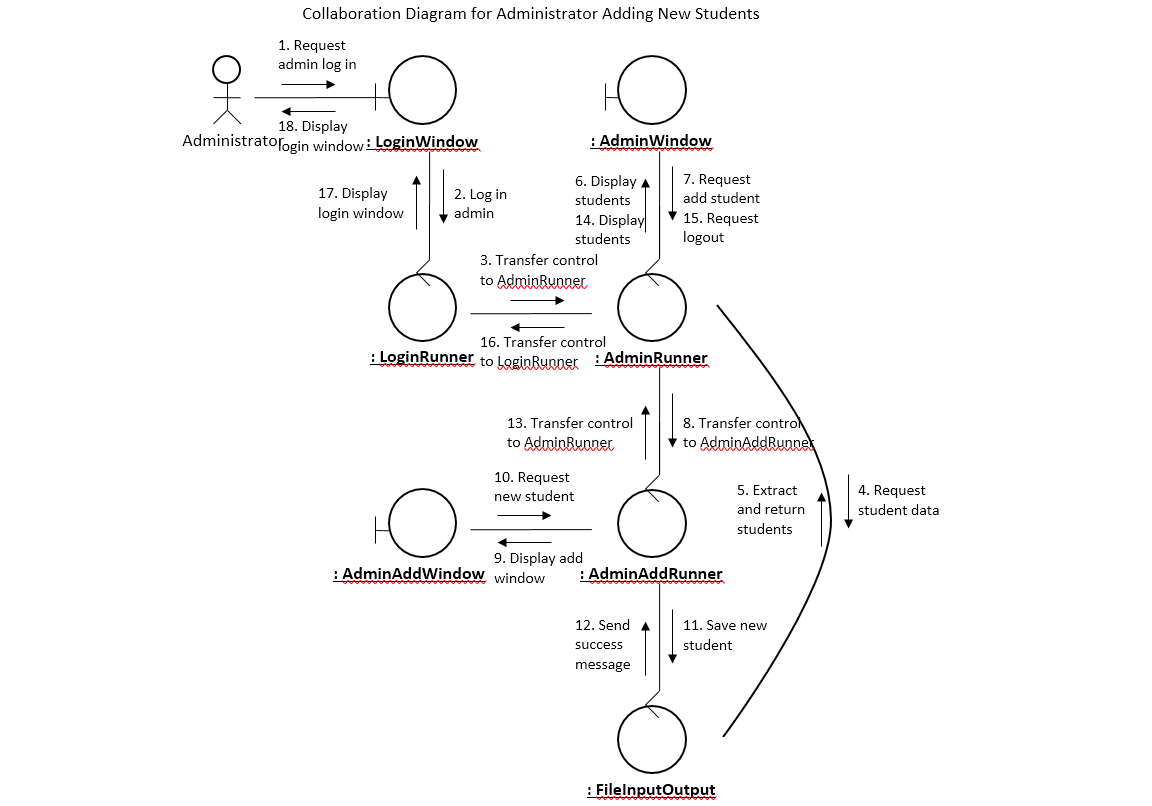 Collaboration Diagram for Administrator Adding New Students
1. Request
admin log in
18. Display
login window
Administrator
: LoginWindow
: AdminWindow
17. Display
login window
2. Log in
admin
6. Display
students
14. Display
students
7. Request
add student
15. Request
logout
3. Transfer control
to AdminRunner
16. Transfer control
to LoginRunner
: LoginRunner
: AdminRunner
13. Transfer control
to AdminRunner
8. Transfer control
to AdminAddRunner
10. Request
new student
9. Display add
window
5. Extract
and return
students
4. Request
student data
: AdminAddWindow
: AdminAddRunner
12. Send
success
message
11. Save new
student
: FileInputOutput